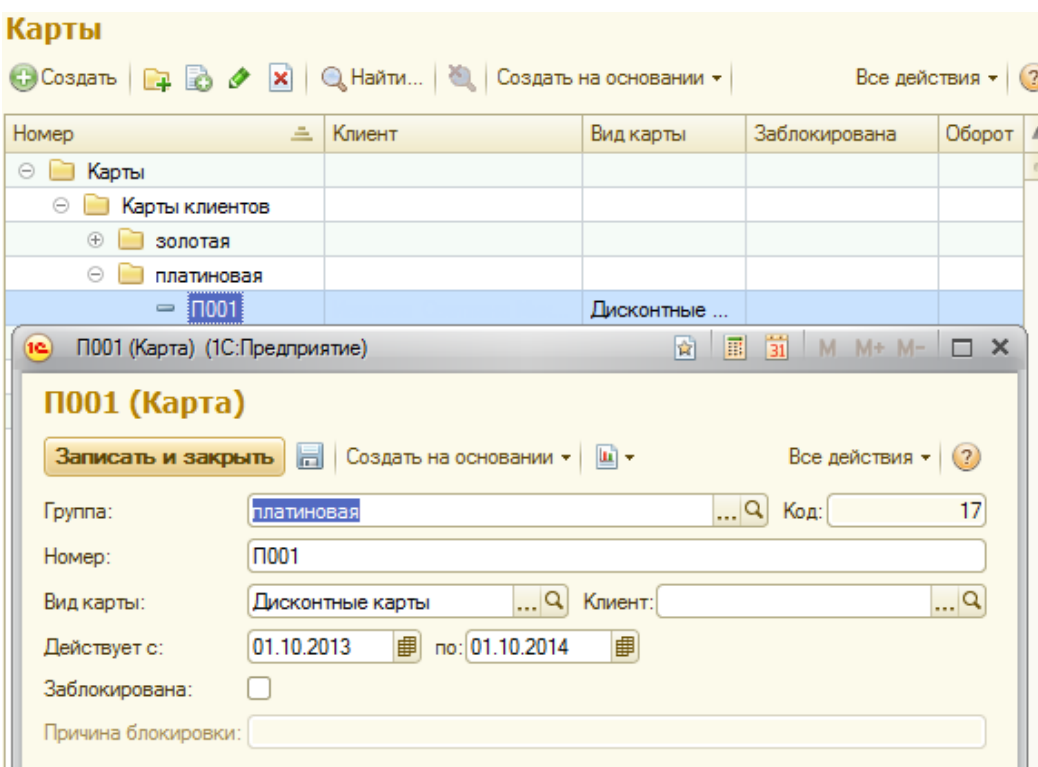 Карты
Создать Найти... Создать на основании Все действия ?
Номер Клиент Вид карты Заблокирована Оборот
Карты
Карты клиентов
золотая
платиновая
П001 Дисконтные ...
1С П001 (Карта) (1С:Предприятие) 31 M M+ M-
П001 (Карта)
Записать и закрыть Создать на основании Все действия ?
Группа: платиновая ... Код: 17
Номер: П001
Вид карты: Дисконтные карты ... Клиент: ...
Действует с: 01.10.2013 по: 01.10.2014
Заблокирована:
Причина блокировки: